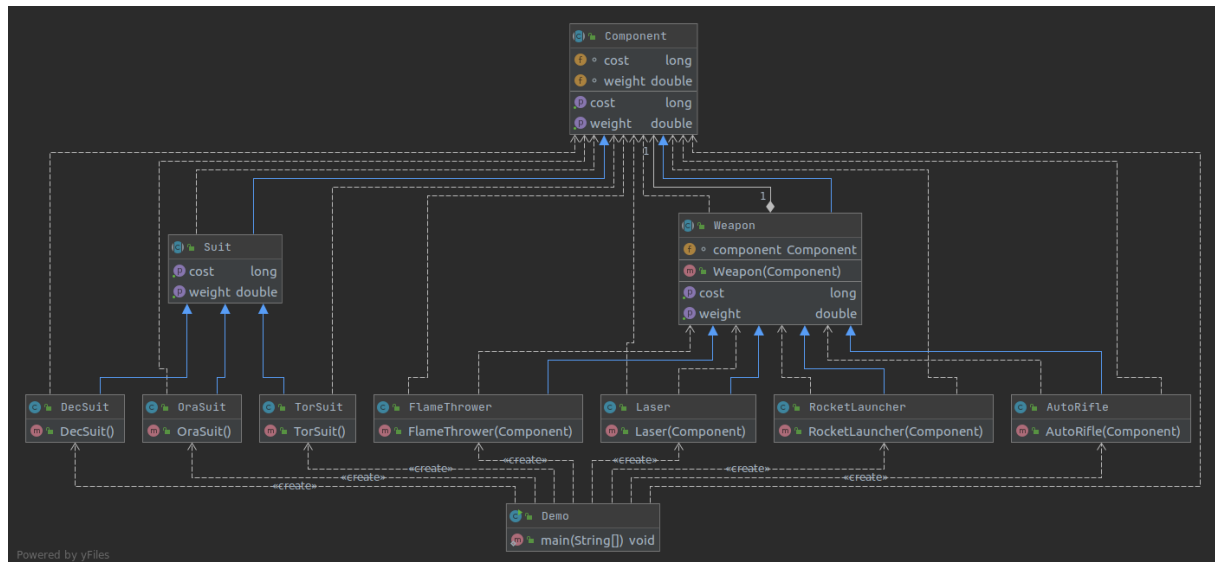 Component
cost long
weight double
cost long
weight double
1
1
Weapon
component Component
Weapon(Component)
cost long
weight double
Suit
cost long
weight double
DecSuit
DecSuit()
OraSuit
OraSuit()
TorSuit
TorSuit()
FlameThrower
FlameThrower(Component)
Laser
Laser(Component)
RocketLauncher
RocketLauncher(Component)
AutoRifle
AutoRifle(Component)
«create»
«create»
«create»
«create»
«create»
«create»
«create»
Demo
main(String[]) void
Powered by yFiles